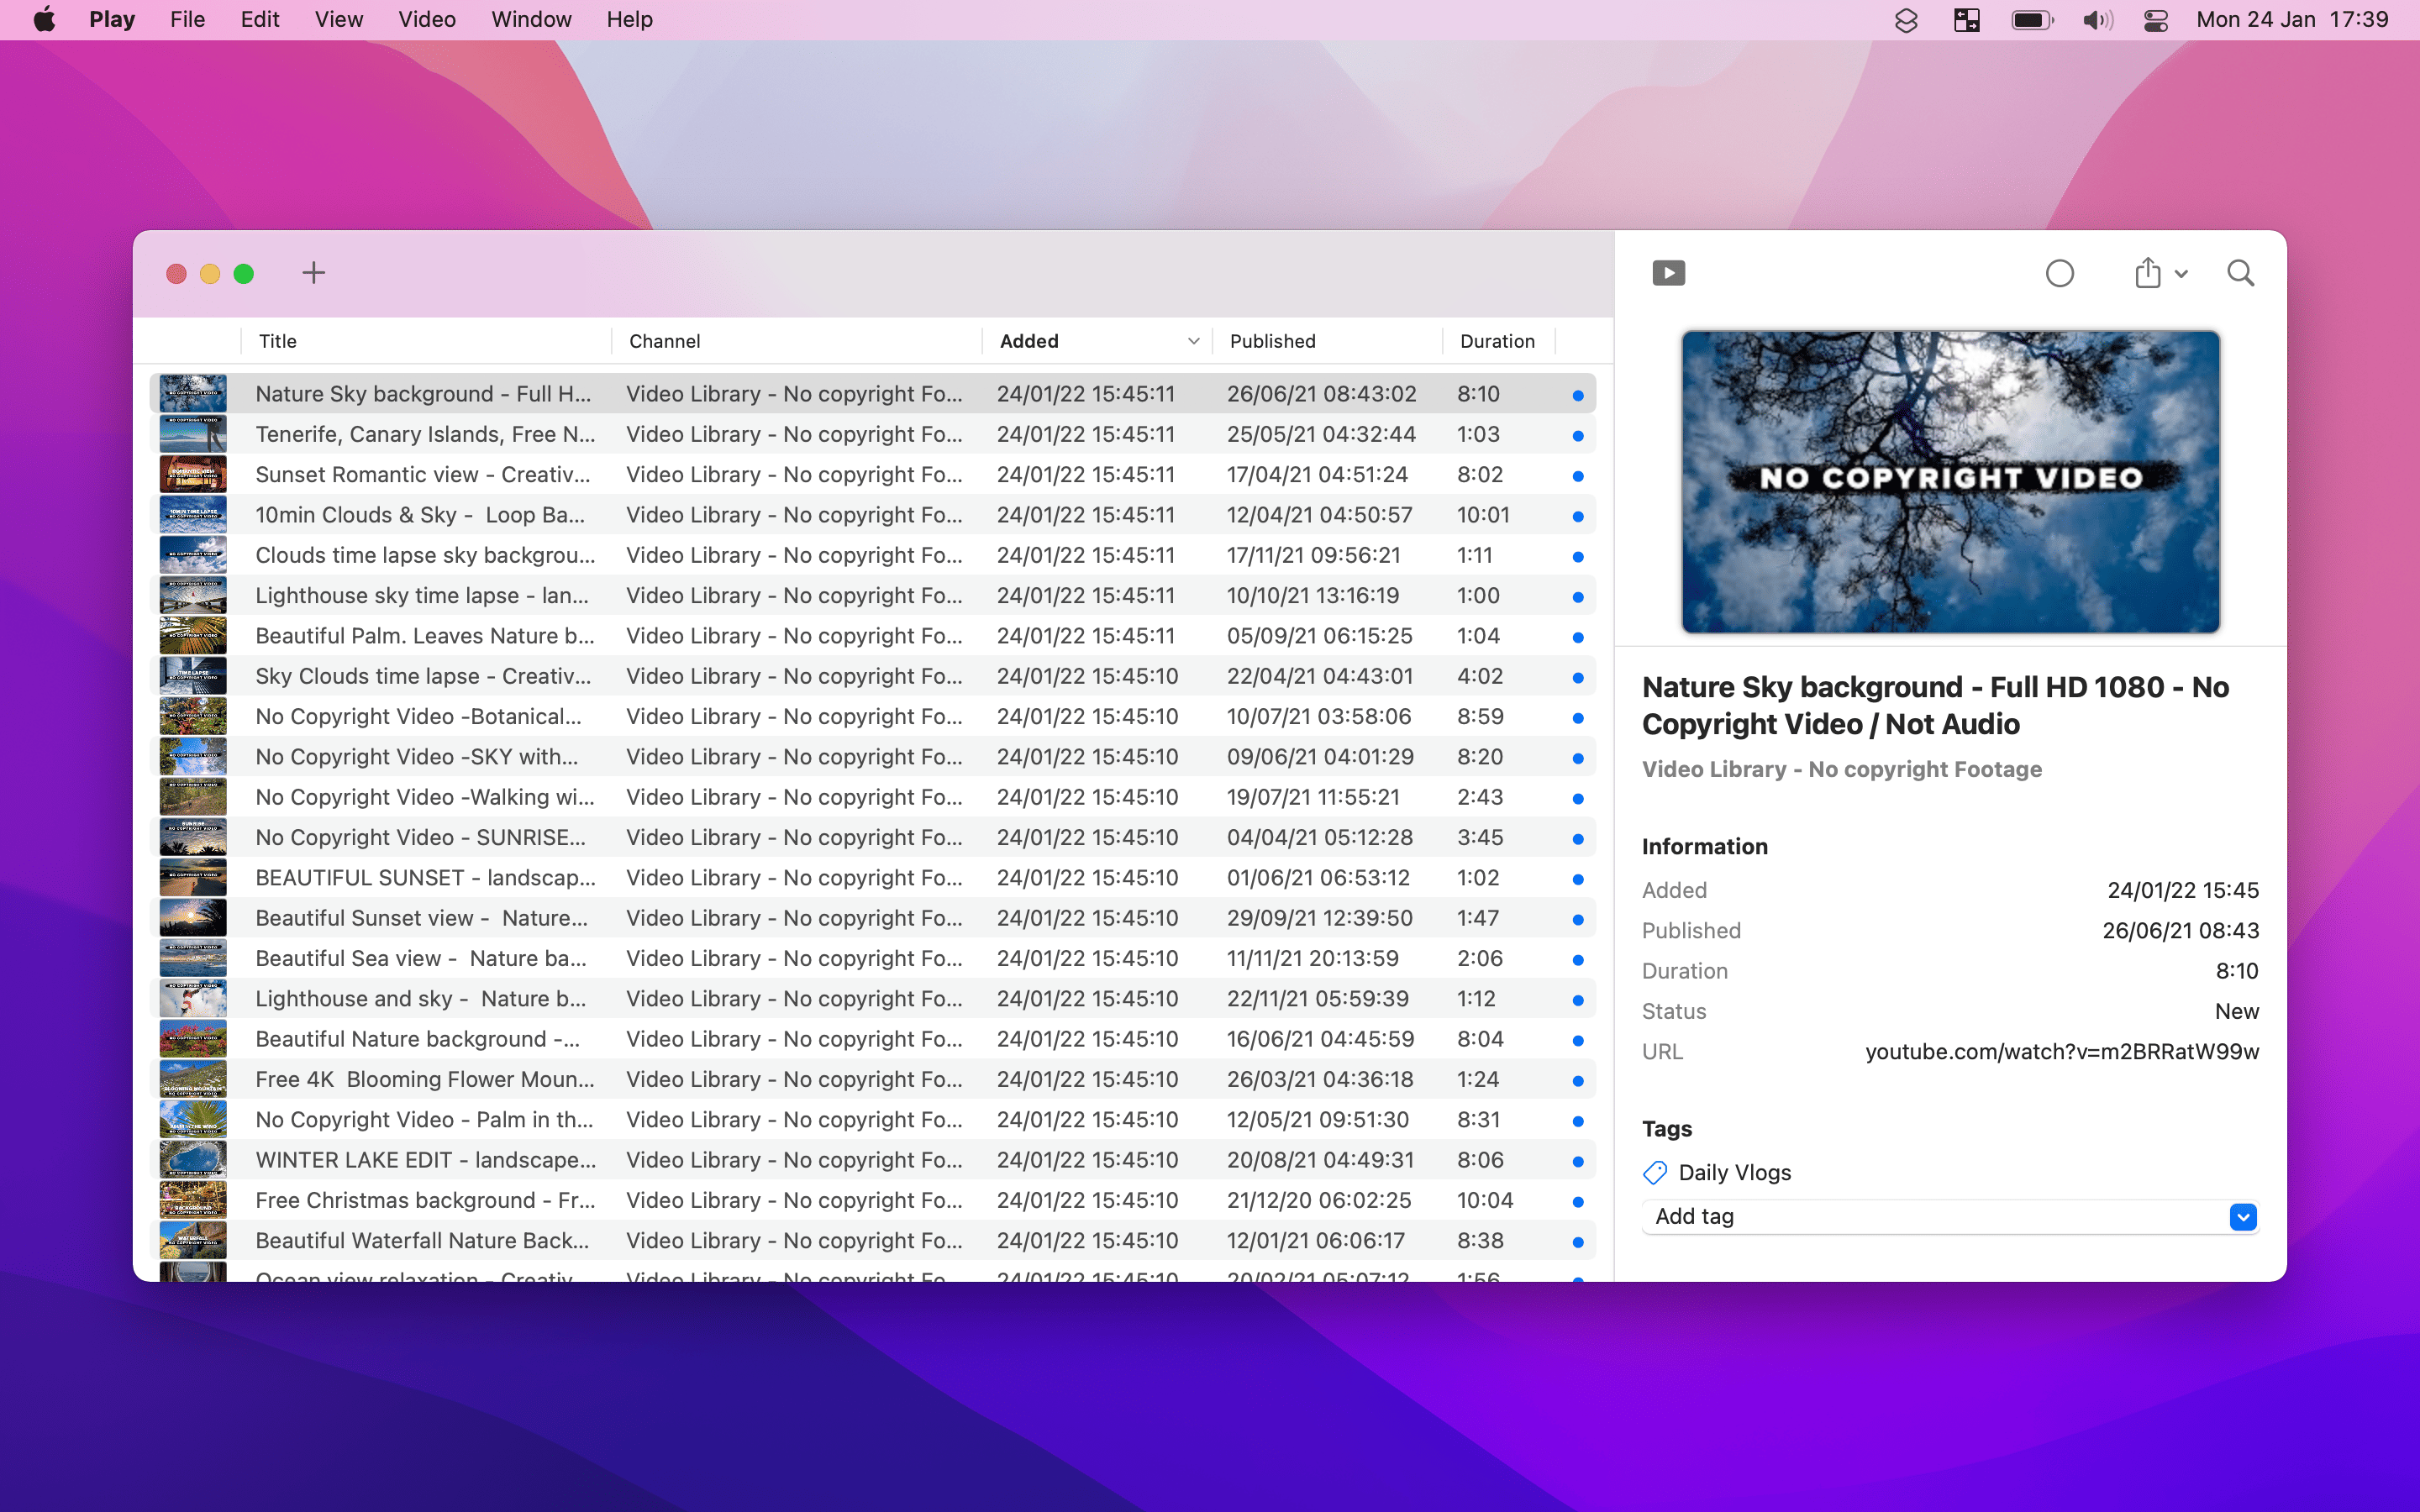 Play File Edit View Video Window Help Mon 24 Jan 17:39
Title Channel Added Published Duration
Nature Sky background - Full H... Video Library - No copyright Fo... 24/01/22 15:45:11 26/06/21 08:43:02 8:10
Tenerife, Canary Islands, Free N... Video Library - No copyright Fo... 24/01/22 15:45:11 25/05/21 04:32:44 1:03
Sunset Romantic view - Creativ... Video Library - No copyright Fo... 24/01/22 15:45:11 17/04/21 04:51:24 8:02
10min Clouds & Sky - Loop Ba... Video Library - No copyright Fo... 24/01/22 15:45:11 12/04/21 04:50:57 10:01
Clouds time lapse sky backgrou... Video Library - No copyright Fo... 24/01/22 15:45:11 17/11/21 09:56:21 1:11
Lighthouse sky time lapse - lan... Video Library - No copyright Fo... 24/01/22 15:45:11 10/10/21 13:16:19 1:00
Beautiful Palm. Leaves Nature b... Video Library - No copyright Fo... 24/01/22 15:45:11 05/09/21 06:15:25 1:04
Sky Clouds time lapse - Creativ... Video Library - No copyright Fo... 24/01/22 15:45:10 22/04/21 04:43:01 4:02
No Copyright Video -Botanical... Video Library - No copyright Fo... 24/01/22 15:45:10 10/07/21 03:58:06 8:59
No Copyright Video -SKY with... Video Library - No copyright Fo... 24/01/22 15:45:10 09/06/21 04:01:29 8:20
No Copyright Video -Walking wi... Video Library - No copyright Fo... 24/01/22 15:45:10 19/07/21 11:55:21 2:43
No Copyright Video - SUNRISE... Video Library - No copyright Fo... 24/01/22 15:45:10 04/04/21 05:12:28 3:45
BEAUTIFUL SUNSET - landscap... Video Library - No copyright Fo... 24/01/22 15:45:10 01/06/21 06:53:12 1:02
Beautiful Sunset view - Nature... Video Library - No copyright Fo... 24/01/22 15:45:10 29/09/21 12:39:50 1:47
Beautiful Sea view - Nature ba... Video Library - No copyright Fo... 24/01/22 15:45:10 11/11/21 20:13:59 2:06
Lighthouse and sky - Nature b... Video Library - No copyright Fo... 24/01/22 15:45:10 22/11/21 05:59:39 1:12
Beautiful Nature background -... Video Library - No copyright Fo... 24/01/22 15:45:10 16/06/21 04:45:59 8:04
Free 4K Blooming Flower Moun... Video Library - No copyright Fo... 24/01/22 15:45:10 26/03/21 04:36:18 1:24
No Copyright Video - Palm in th... Video Library - No copyright Fo... 24/01/22 15:45:10 12/05/21 09:51:30 8:31
WINTER LAKE EDIT - landscape... Video Library - No copyright Fo... 24/01/22 15:45:10 20/08/21 04:49:31 8:06
Free Christmas background - Fr... Video Library - No copyright Fo... 24/01/22 15:45:10 21/12/20 06:02:25 10:04
Beautiful Waterfall Nature Back... Video Library - No copyright Fo... 24/01/22 15:45:10 12/01/21 06:06:17 8:38
Ocean view relaxation - Creativ... Video Library - No copyright Fo... 24/01/22 15:45:10 20/02/21 05:07:12 1:56
NO COPYRIGHT VIDEO
Nature Sky background - Full HD 1080 - No
Copyright Video / Not Audio
Video Library - No copyright Footage
Information
Added 24/01/22 15:45
Published 26/06/21 08:43
Duration 8:10
Status New
URL youtube.com/watch?v=m2BRRatW99w
Tags
Daily Vlogs
Add tag